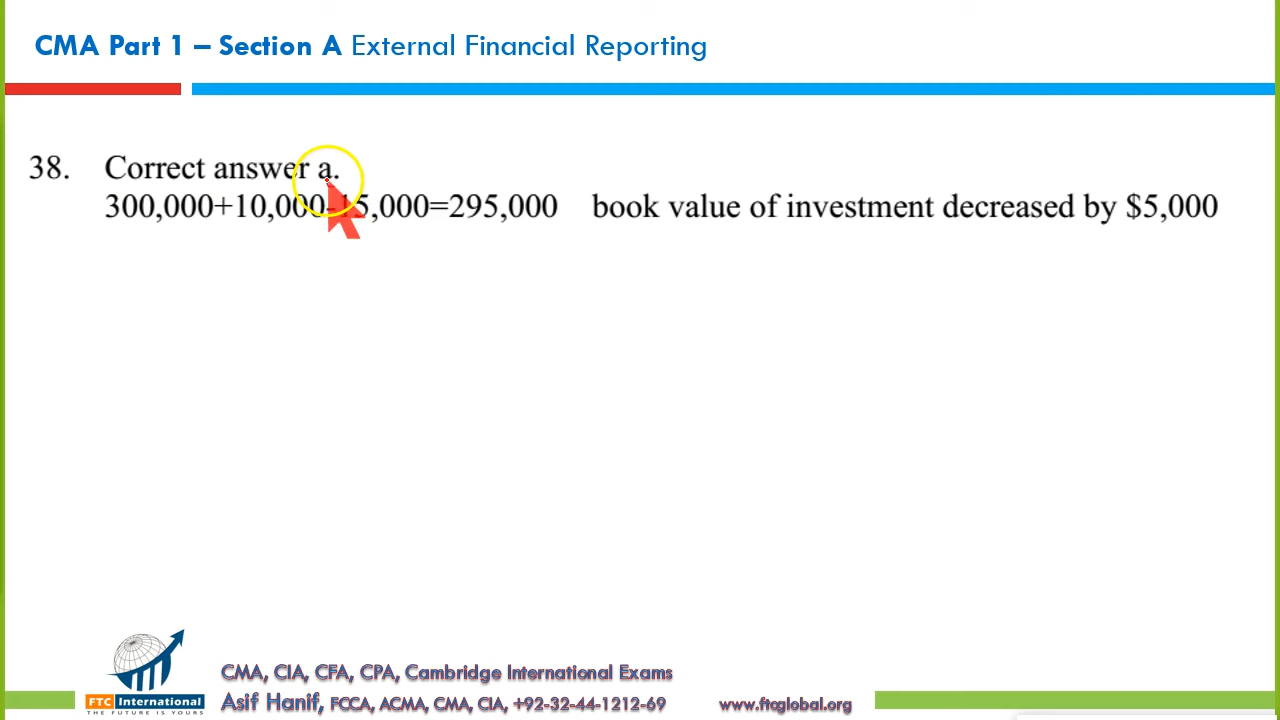 CMA Part 1 – Section A External Financial Reporting
38. Correct answer a.
300,000+10,000-15,000=295,000 book value of investment decreased by $5,000
CMA, CIA, CFA, CPA, Cambridge International Exams
FTC International
Asif Hanif, FCCA, ACMA, CMA, CIA, +92-32-44-1212-69 www.ftcglobal.org
THE FUTURE IS YOURS